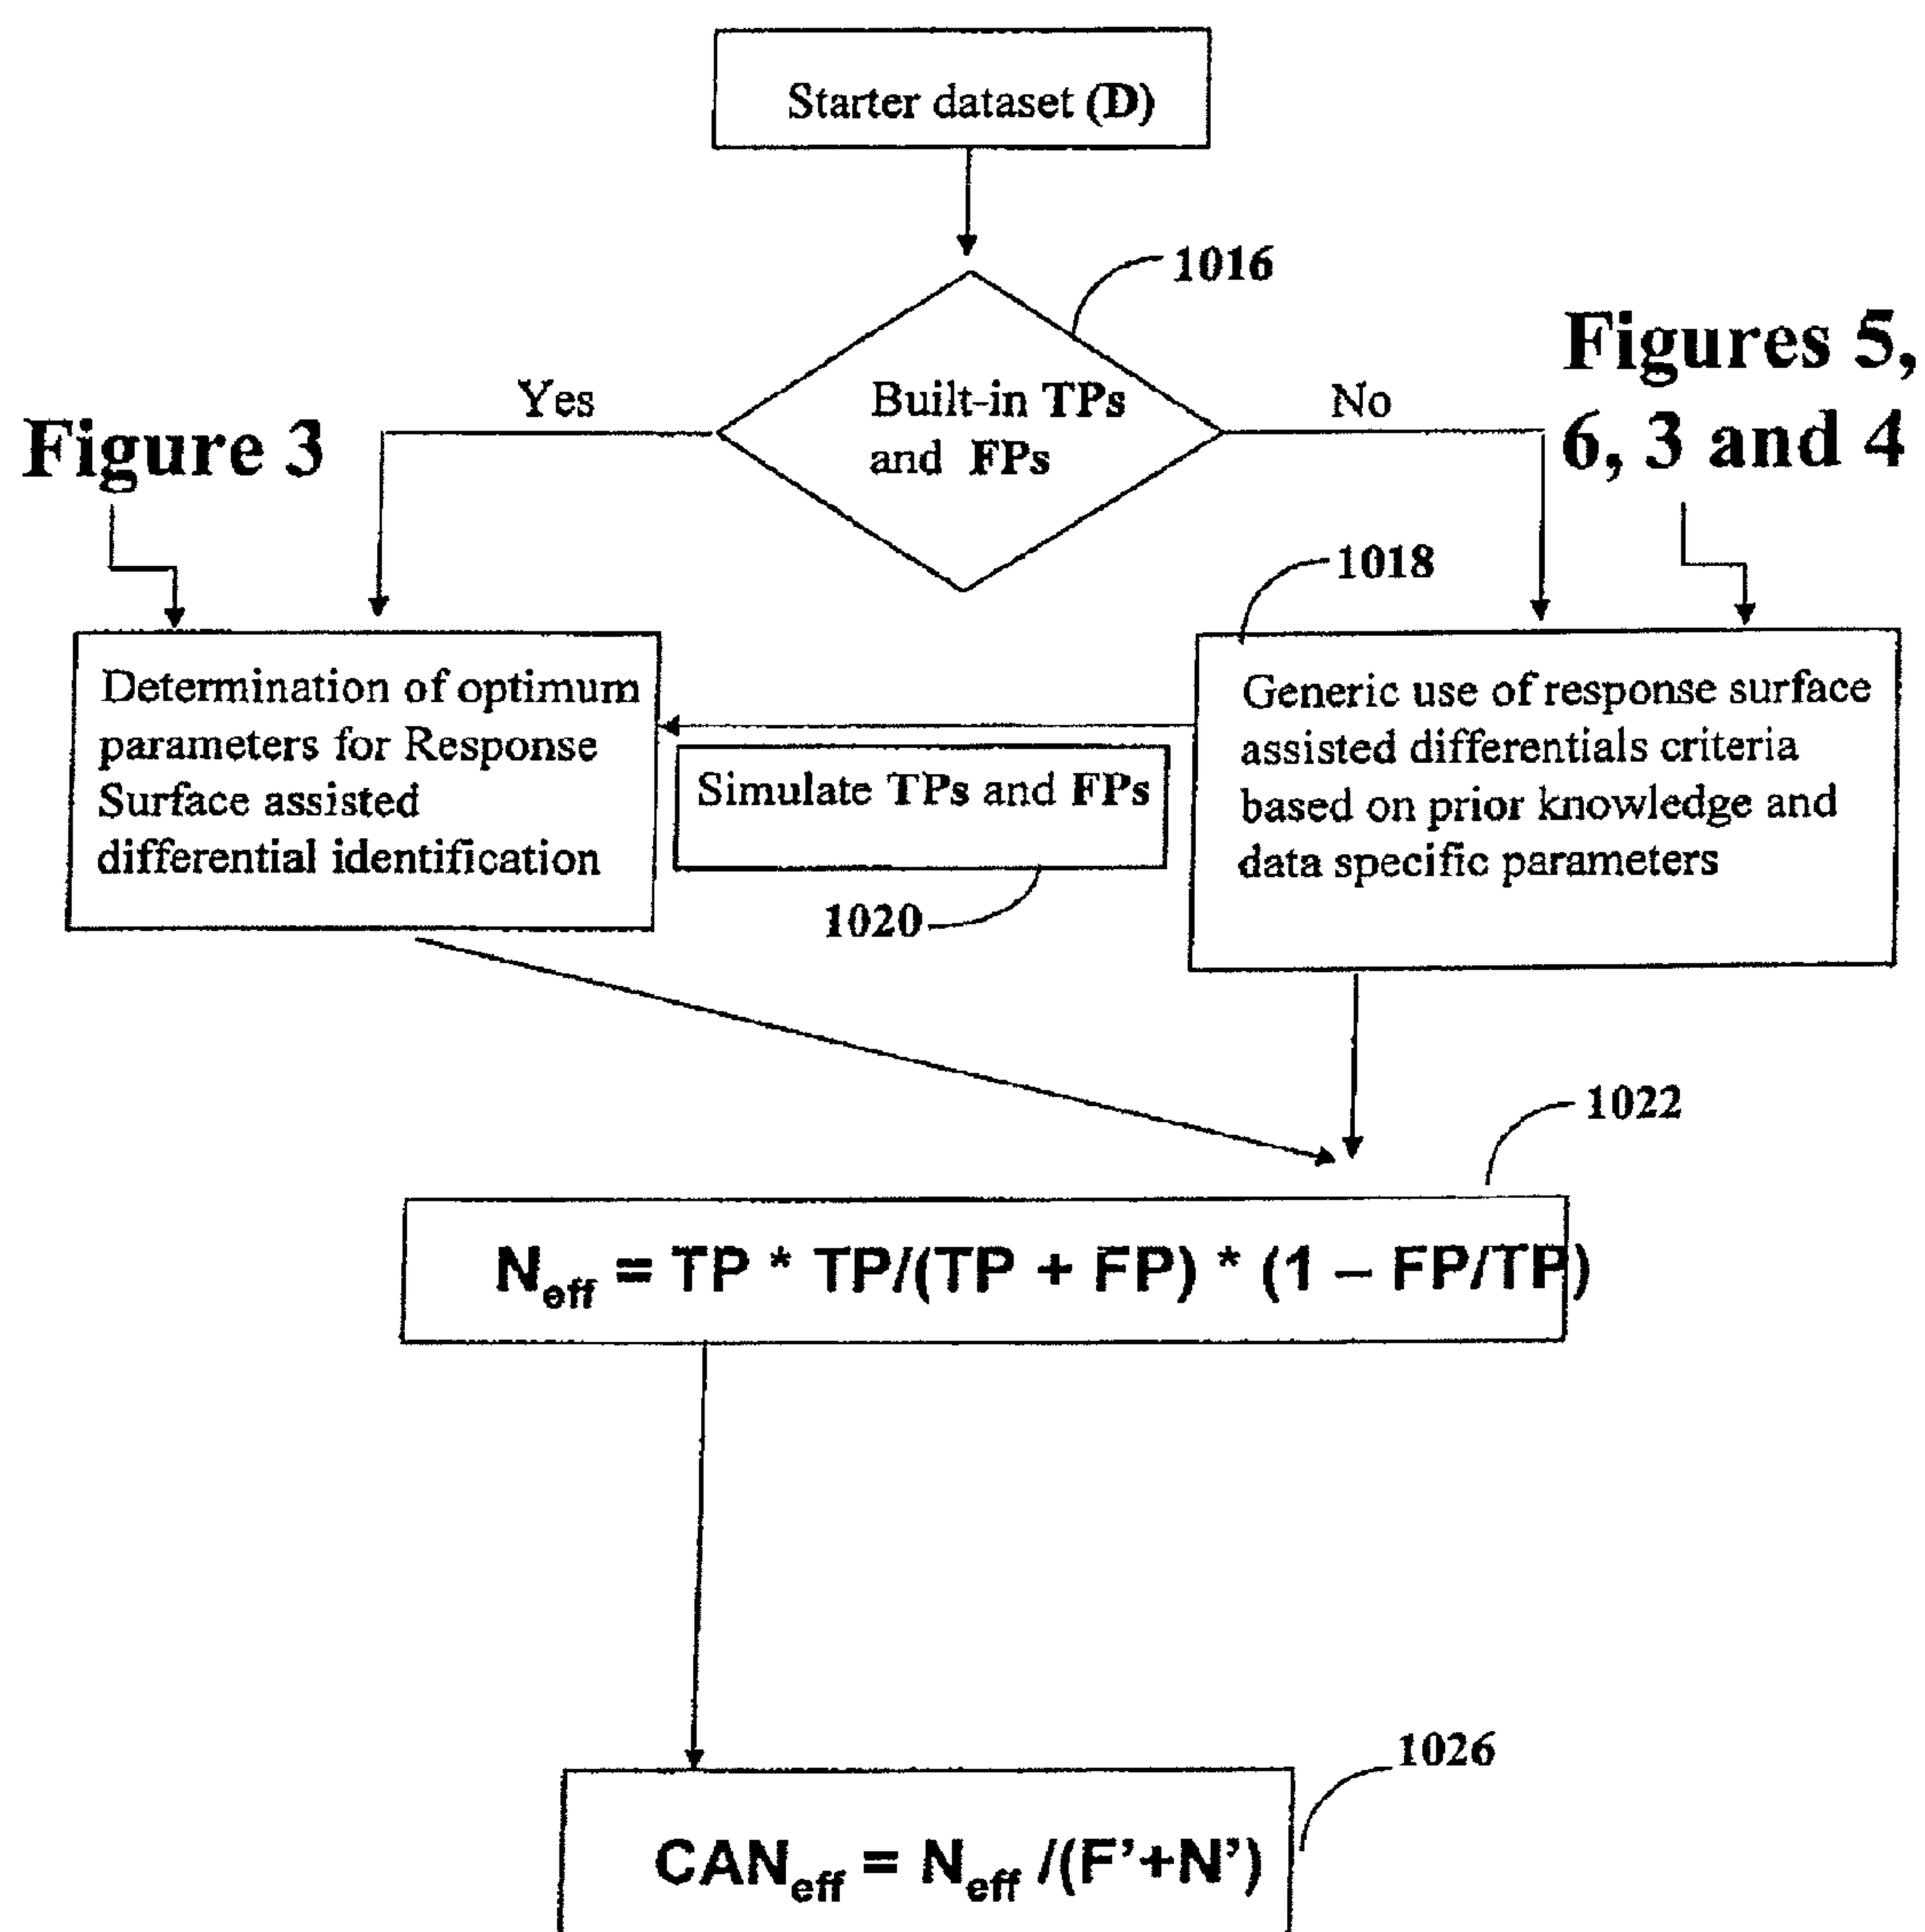 Starter dataset (D)
1016
Figures 5,
6, 3 and 4
Figure 3
Yes
Built-in TPs
and FPs
No
1018
Determination of optimum
parameters for Response
Surface assisted
differential identification
Simulate TPs and FPs
1020
Generic use of response surface
assisted differentials criteria
based on prior knowledge and
data specific parameters
1022
Neff = TP * TP/(TP + FP) * (1 – FP/TP)
1026
CANeff = Neff /(F’+N’)